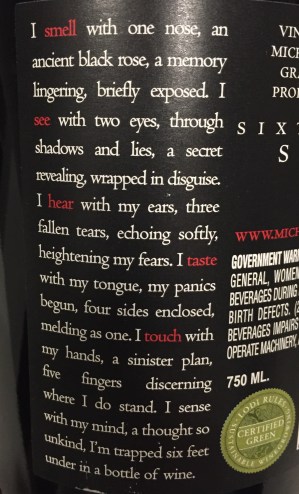 I smell with one nose, an
ancient black rose, a memory
lingering, briefly exposed. I
see with two eyes, through
shadows and lies, a secret
revealing, wrapped in disguise.
I hear with my ears, three
fallen tears, echoing softly,
heightening my fears. I taste
with my tongue, my panics
begun, four sides enclosed,
melding as one. I touch with
my hands, a sinister plan,
five fingers discerning
where I do stand. I sense
with my mind, a thought so
unkind, I'm trapped six feet
under in a bottle of wine.
VIN
MICH
GRA
PRO
SIXT
S
WWW.MICH
GOVERNMENT WARN
GENERAL, WOMEN
BEVERAGES DURING
BIRTH DEFECTS. (2
BEVERAGES IMPAIRS
OPERATE MACHINERY, A
750 ML.
LODI RULES
CERTIFIED
GREEN